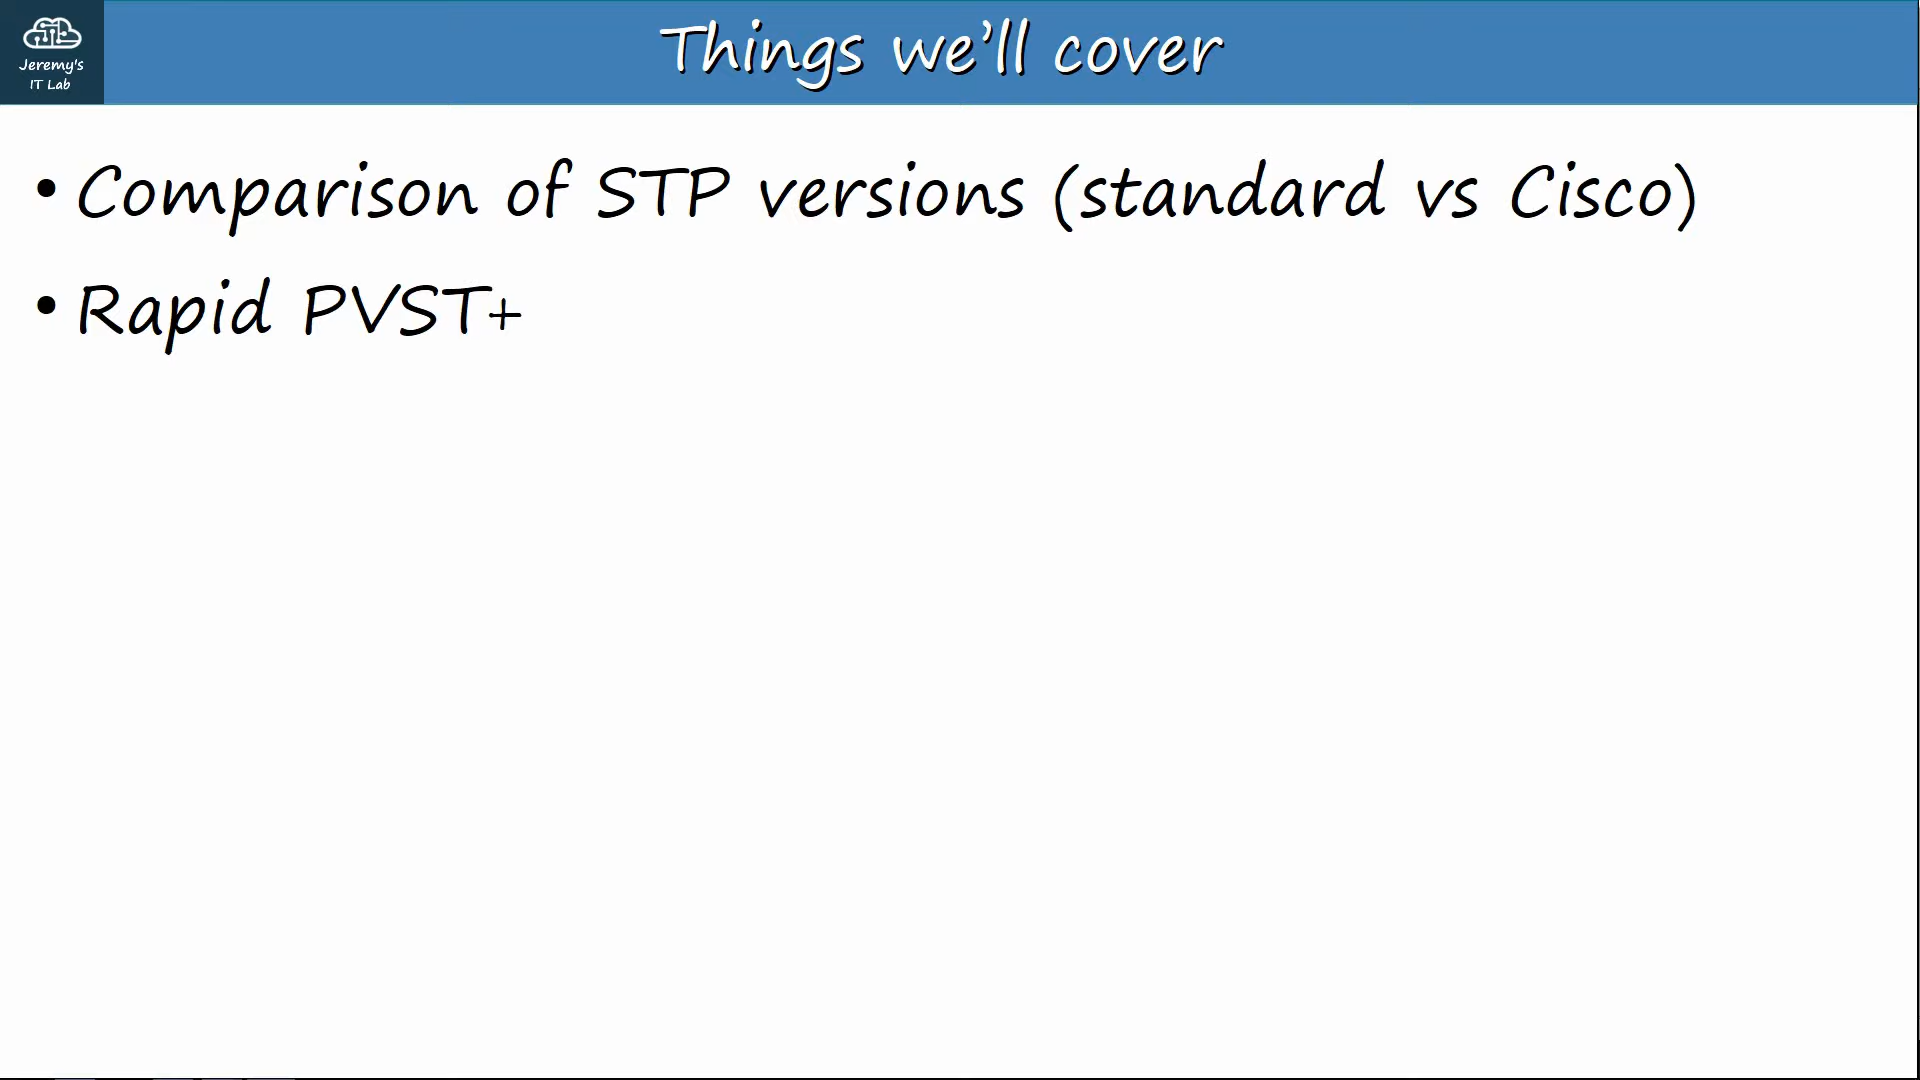 Jeremy's
IT Lab
Things we'll cover
• Comparison of STP versions (standard vs Cisco)
• Rapid PVST+